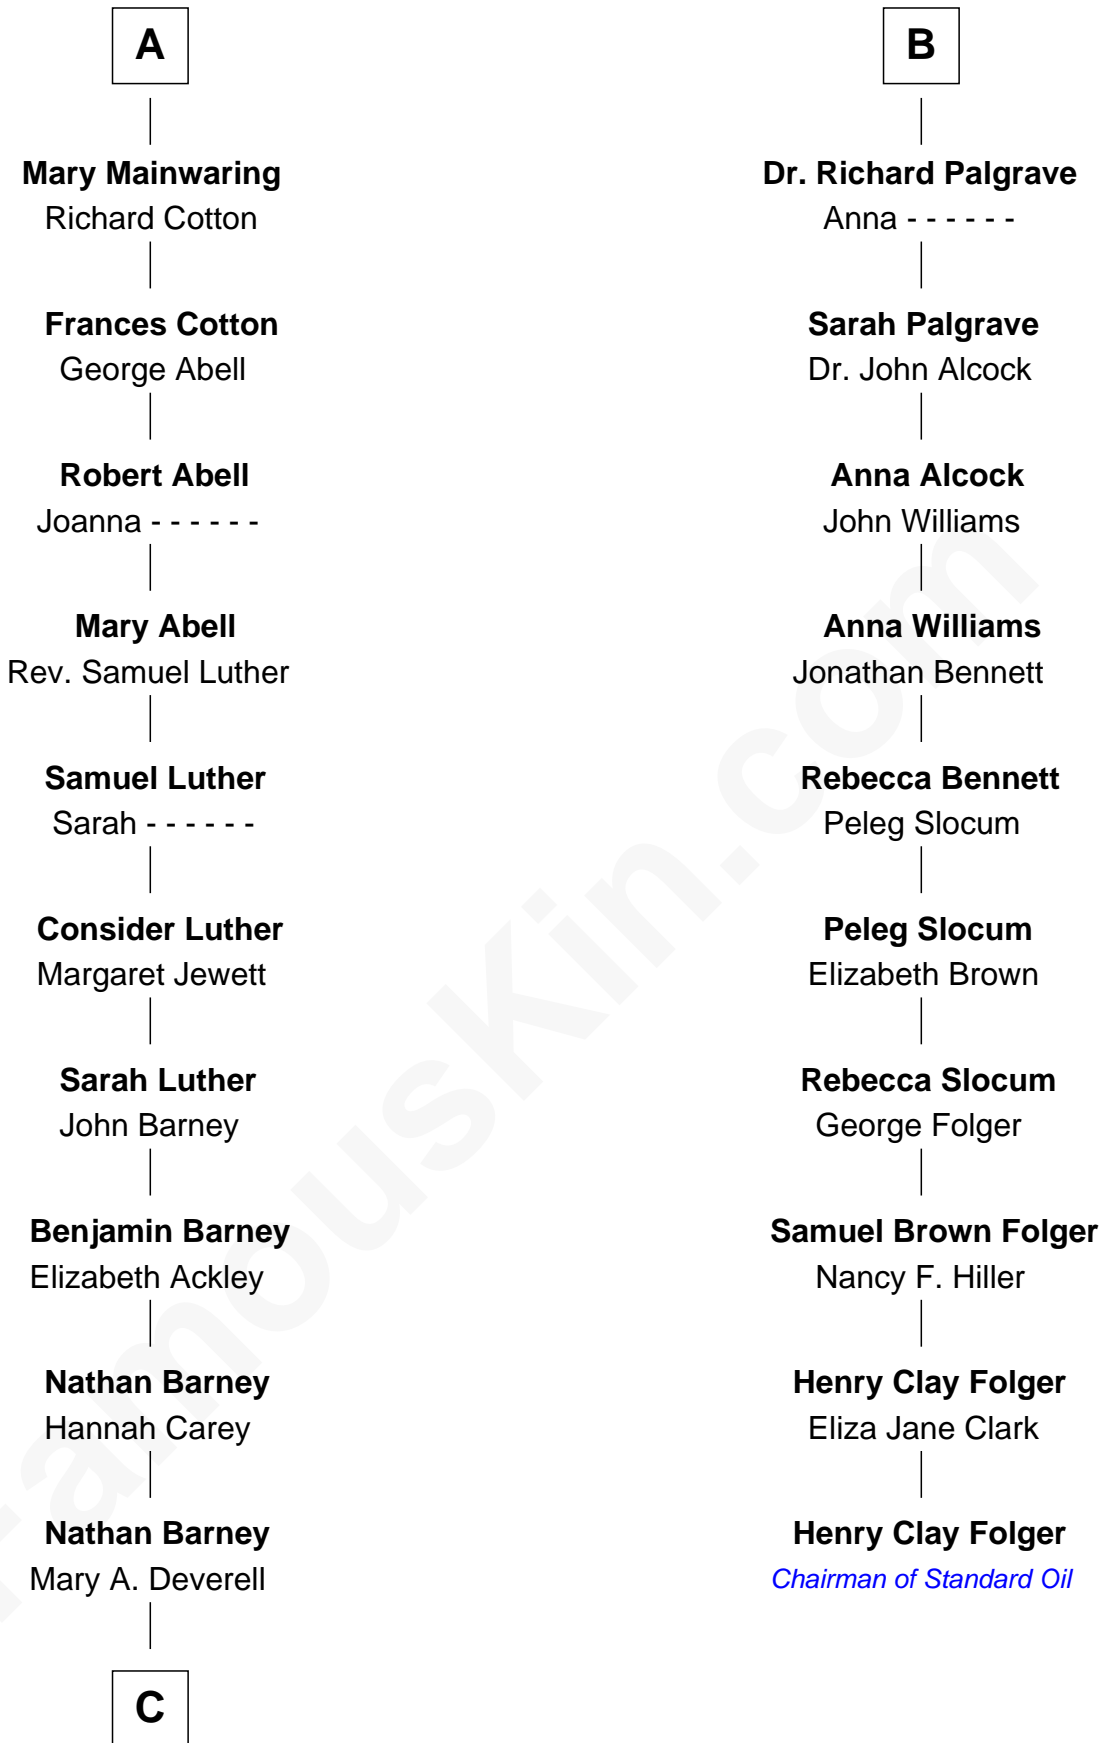 A
Mary Mainwaring
Richard Cotton
Frances Cotton
George Abell
Robert Abell
Joanna - - - - - -
Mary Abell
Rev. Samuel Luther
Samuel Luther
Sarah - - - - - -
Consider Luther
Margaret Jewett
Sarah Luther
John Barney
Benjamin Barney
Elizabeth Ackley
Nathan Barney
Hannah Carey
Nathan Barney
Mary A. Deverell
C
B
Dr. Richard Palgrave
Anna - - - - - -
Sarah Palgrave
Dr. John Alcock
Anna Alcock
John Williams
Anna Williams
Jonathan Bennett
Rebecca Bennett
Peleg Slocum
Peleg Slocum
Elizabeth Brown
Rebecca Slocum
George Folger
Samuel Brown Folger
Nancy F. Hiller
Henry Clay Folger
Eliza Jane Clark
Henry Clay Folger
Chairman of Standard Oil
FamousKin.com